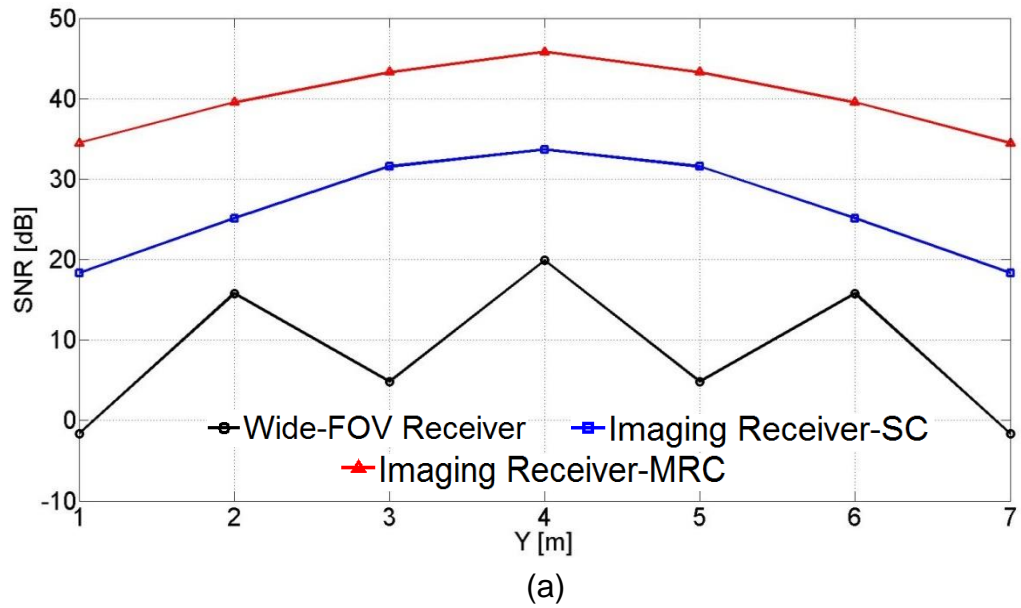 50
40
30
20
10
0
-10
SNR [dB]
Wide-FOV Receiver
Imaging Receiver-SC
Imaging Receiver-MRC
1 2 3 4 5 6 7
Y [m]
(a)